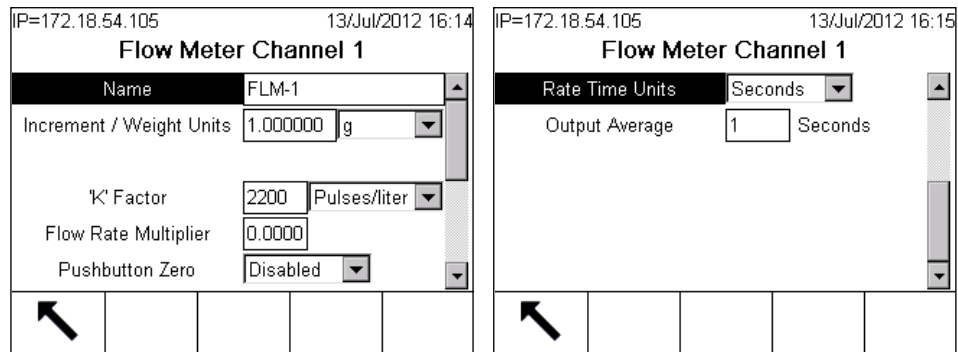 IP=172.18.54.105 13/Jul/2012 16:14
Flow Meter Channel 1
Name FLM-1
Increment / Weight Units 1.000000 g
'K' Factor 2200 Pulses/liter
Flow Rate Multiplier 0.0000
Pushbutton Zero Disabled
IP=172.18.54.105 13/Jul/2012 16:15
Flow Meter Channel 1
Rate Time Units Seconds
Output Average 1 Seconds